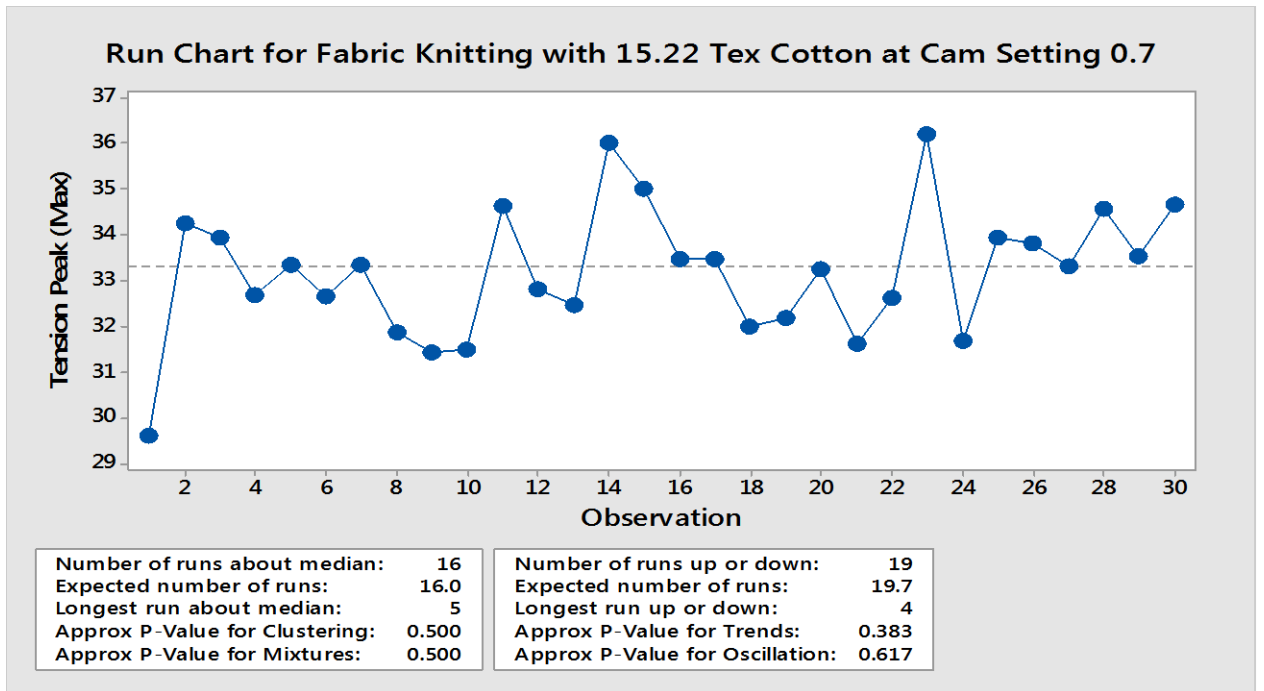 Run Chart for Fabric Knitting with 15.22 Tex Cotton at Cam Setting 0.7
37
36
35
34
33
32
31
30
29
Tension Peak (Max)
2 4 6 8 10 12 14 16 18 20 22 24 26 28 30
Observation
Number of runs about median: 16
Expected number of runs: 16.0
Longest run about median: 5
Approx P-Value for Clustering: 0.500
Approx P-Value for Mixtures: 0.500
Number of runs up or down: 19
Expected number of runs: 19.7
Longest run up or down: 4
Approx P-Value for Trends: 0.383
Approx P-Value for Oscillation: 0.617